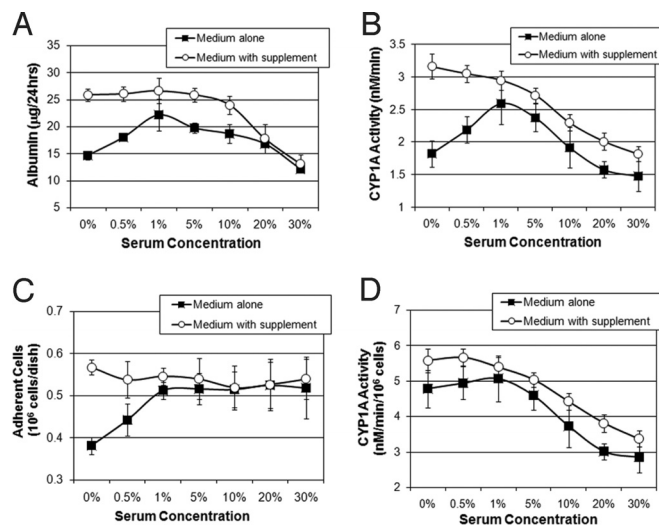 A
Medium alone
Medium with supplement
Albumin (µg/24hrs)
35
30
25
20
15
10
5
0% 0.5% 1% 5% 10% 20% 30%
Serum Concentration
B
Medium alone
Medium with supplement
CYP1A Activity (nM/min)
3.5
3
2.5
2
1.5
1
0% 0.5% 1% 5% 10% 20% 30%
Serum Concentration
C
Medium alone
Medium with supplement
Adherent Cells
(10⁶ cells/dish)
0.7
0.6
0.5
0.4
0.3
0% 0.5% 1% 5% 10% 20% 30%
Serum Concentration
D
Medium alone
Medium with supplement
CYP1A Activity
(nM/min/10⁶ cells)
7
6
5
4
3
2
0% 0.5% 1% 5% 10% 20% 30%
Serum Concentration